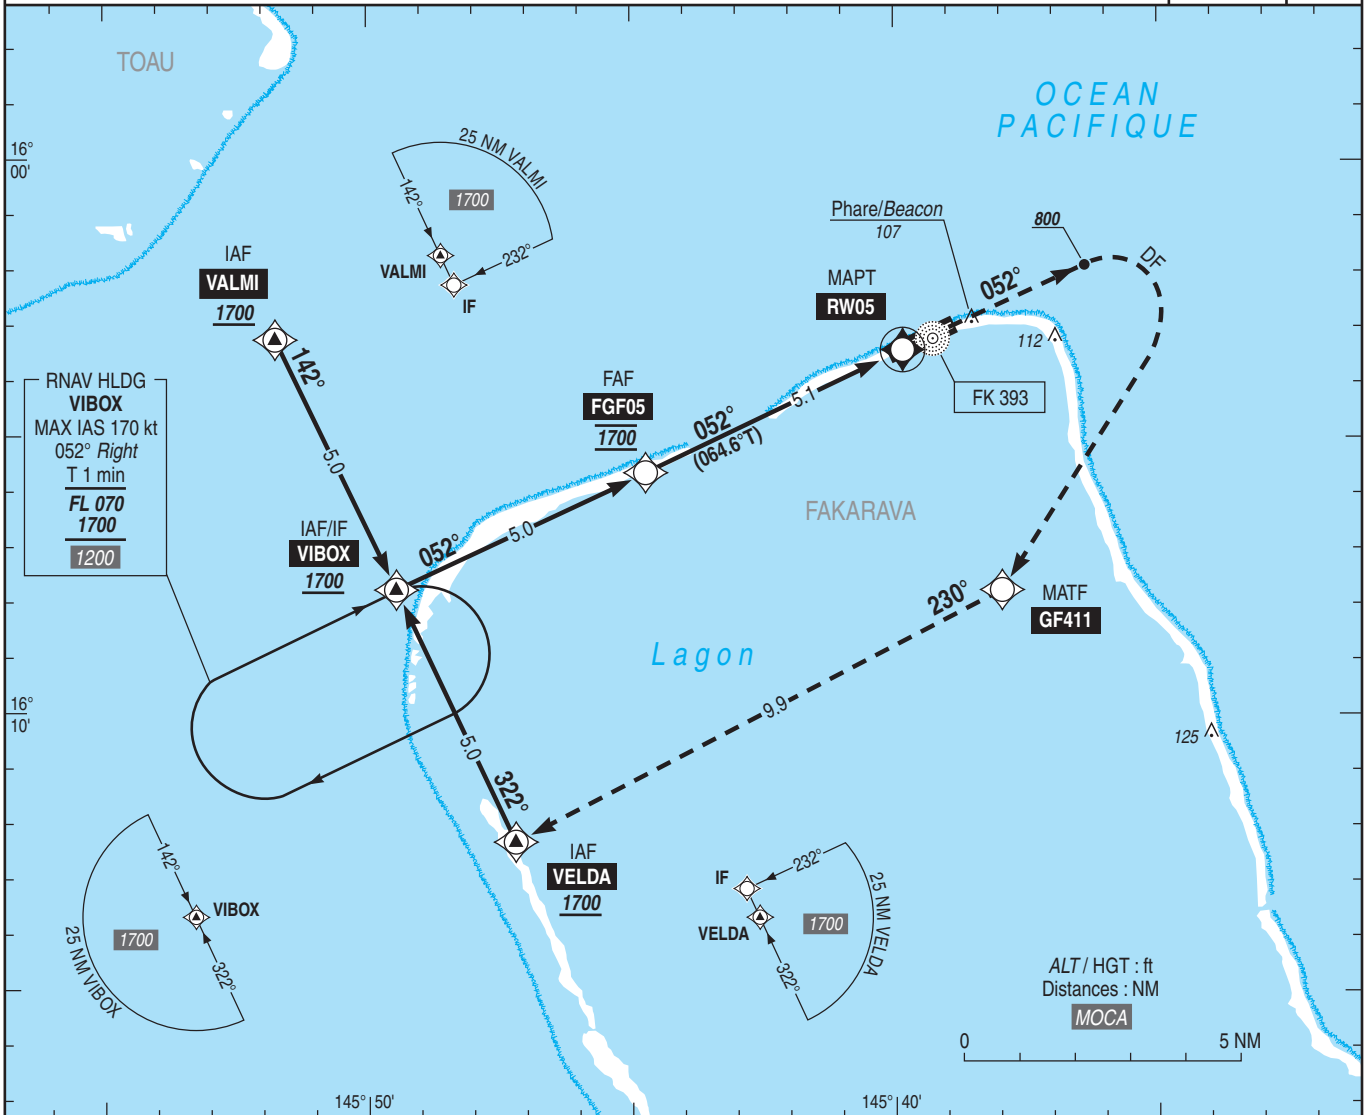 TOAU
OCEAN
PACIFIQUE
16°
00'
25 NM VALMI
142°
1700
232°
VALMI
IF
Phare/Beacon
107
800
DF
IAF
VALMI
1700
MAPT
RW05
052°
112
FK 393
142°
5.0
RNAV HLDG
VIBOX
MAX IAS 170 kt
052° Right
T 1 min
FL 070
1700
1200
FAF
FGF05
1700
052°
(064.6°T)
5.1
FAKARAVA
IAF/IF
VIBOX
1700
052°
5.0
230°
MATF
GF411
Lagon
16°
10'
9.9
125
5.0
322°
IAF
VELDA
1700
142°
VIBOX
1700
322°
25 NM VIBOX
IF
232°
VELDA
1700
322°
25 NM VELDA
ALT / HGT : ft
Distances : NM
MOCA
0
5 NM
145° 50'
145° 40'